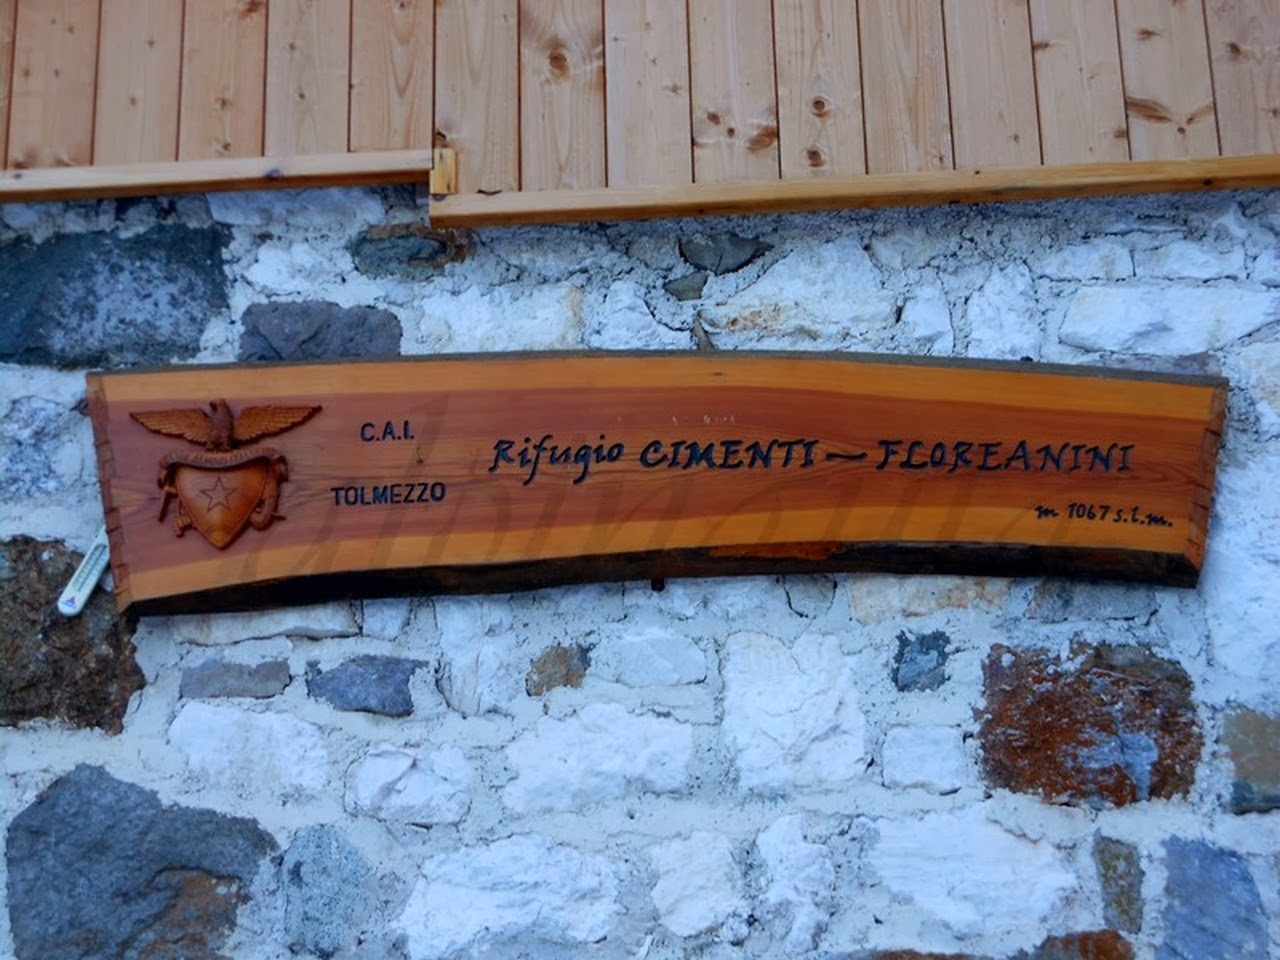 C.A.I.
TOLMEZZO
Rifugio CIMENTI – FLOREANINI
m 1067 s.l.m.